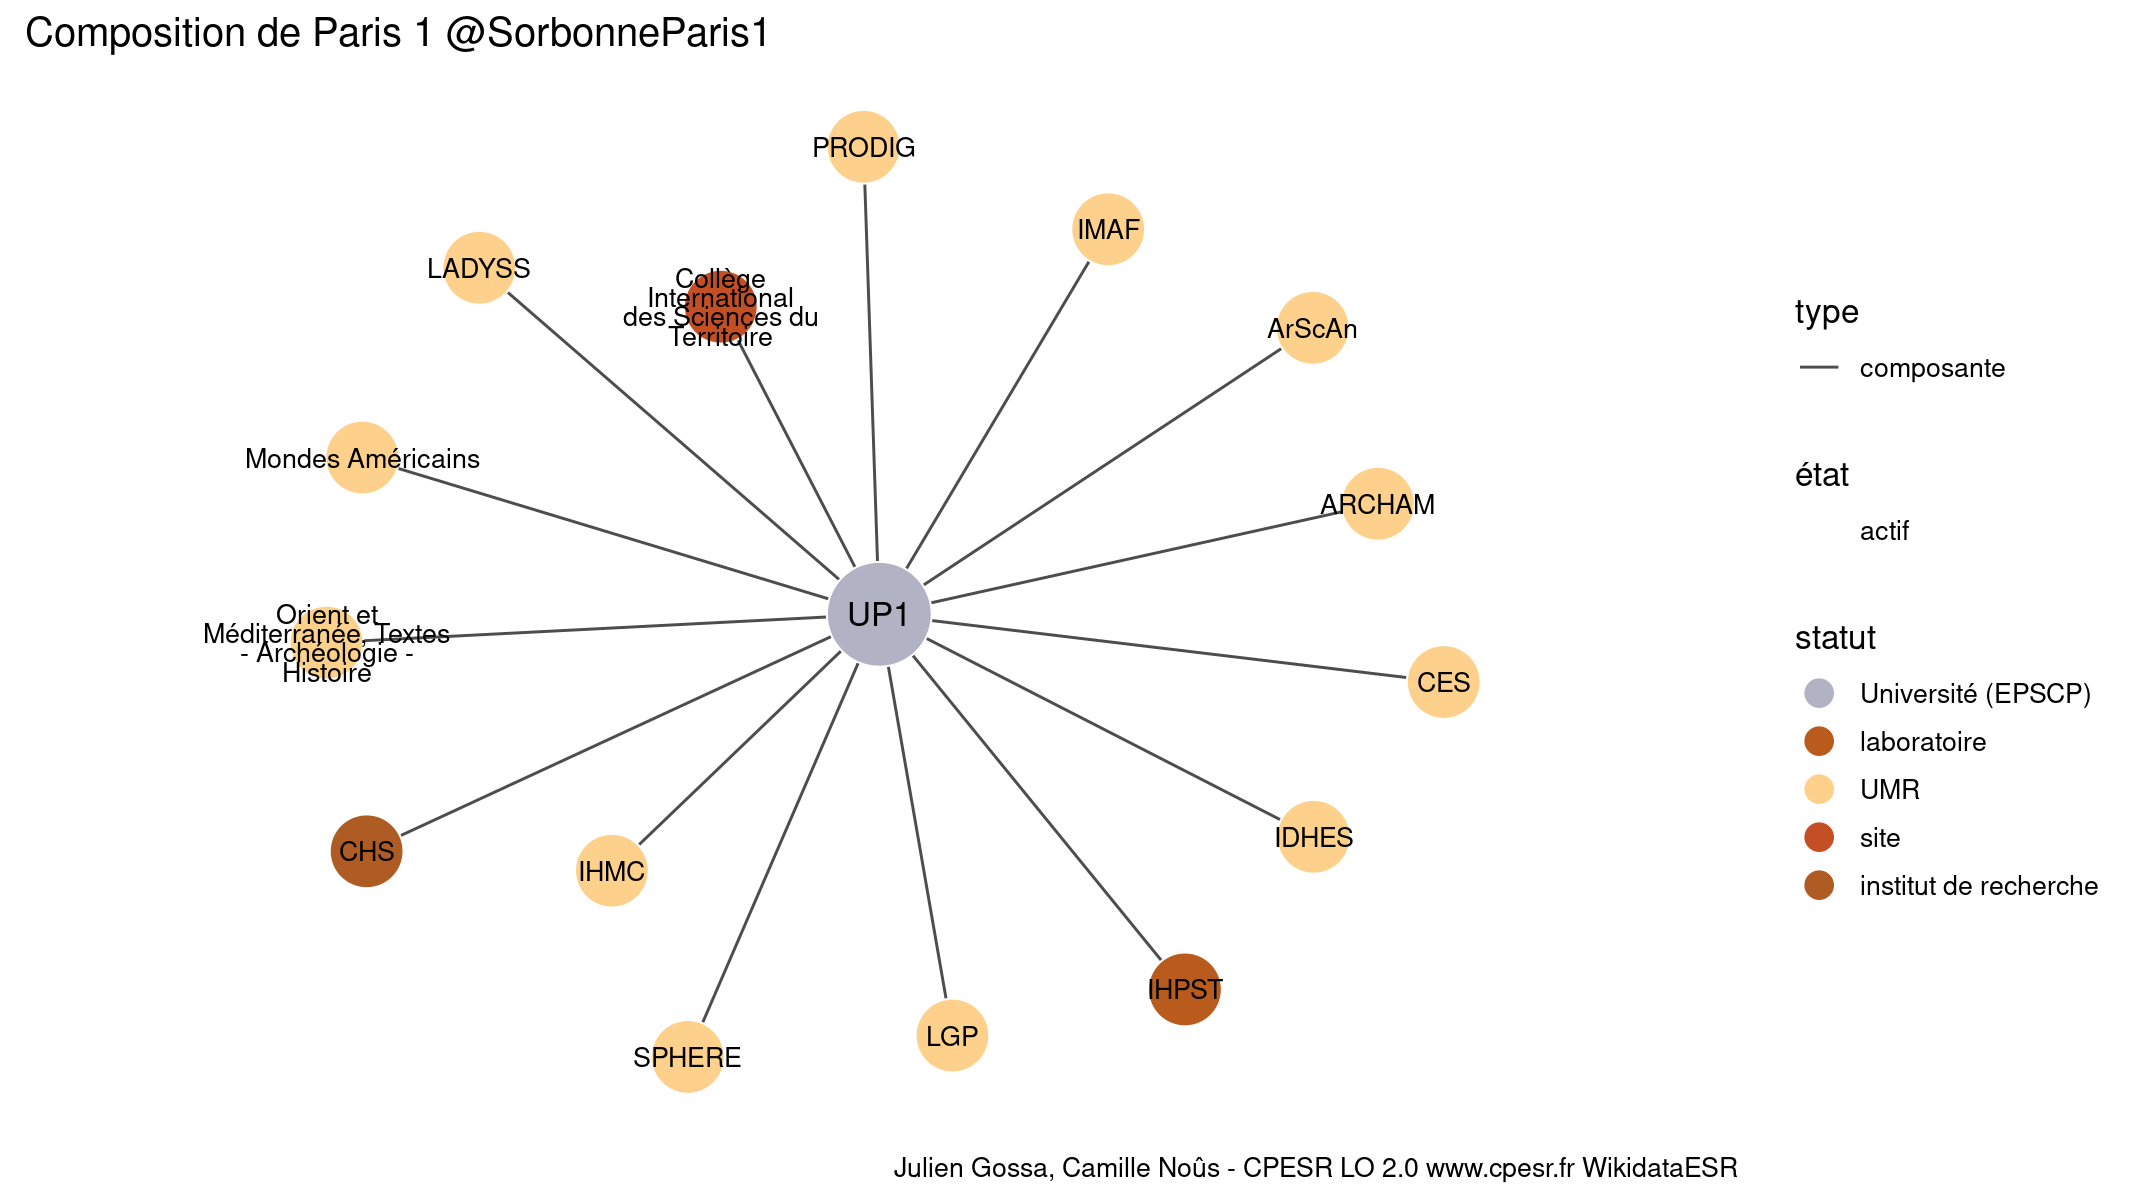 Composition de Paris 1 @SorbonneParis1
PRODIG
IMAF
LADYSS
Collège
International
des Sciences du
Territoire
ArScAn
Mondes Américains
ARCHAM
UP1
Orient et
Méditerranée, Textes
- Archéologie -
Histoire
CES
CHS
IHMC
IDHES
IHPST
SPHERE
LGP
type
composante
état
actif
statut
Université (EPSCP)
laboratoire
UMR
site
institut de recherche
Julien Gossa, Camille Noûs - CPESR LO 2.0 www.cpesr.fr WikidataESR